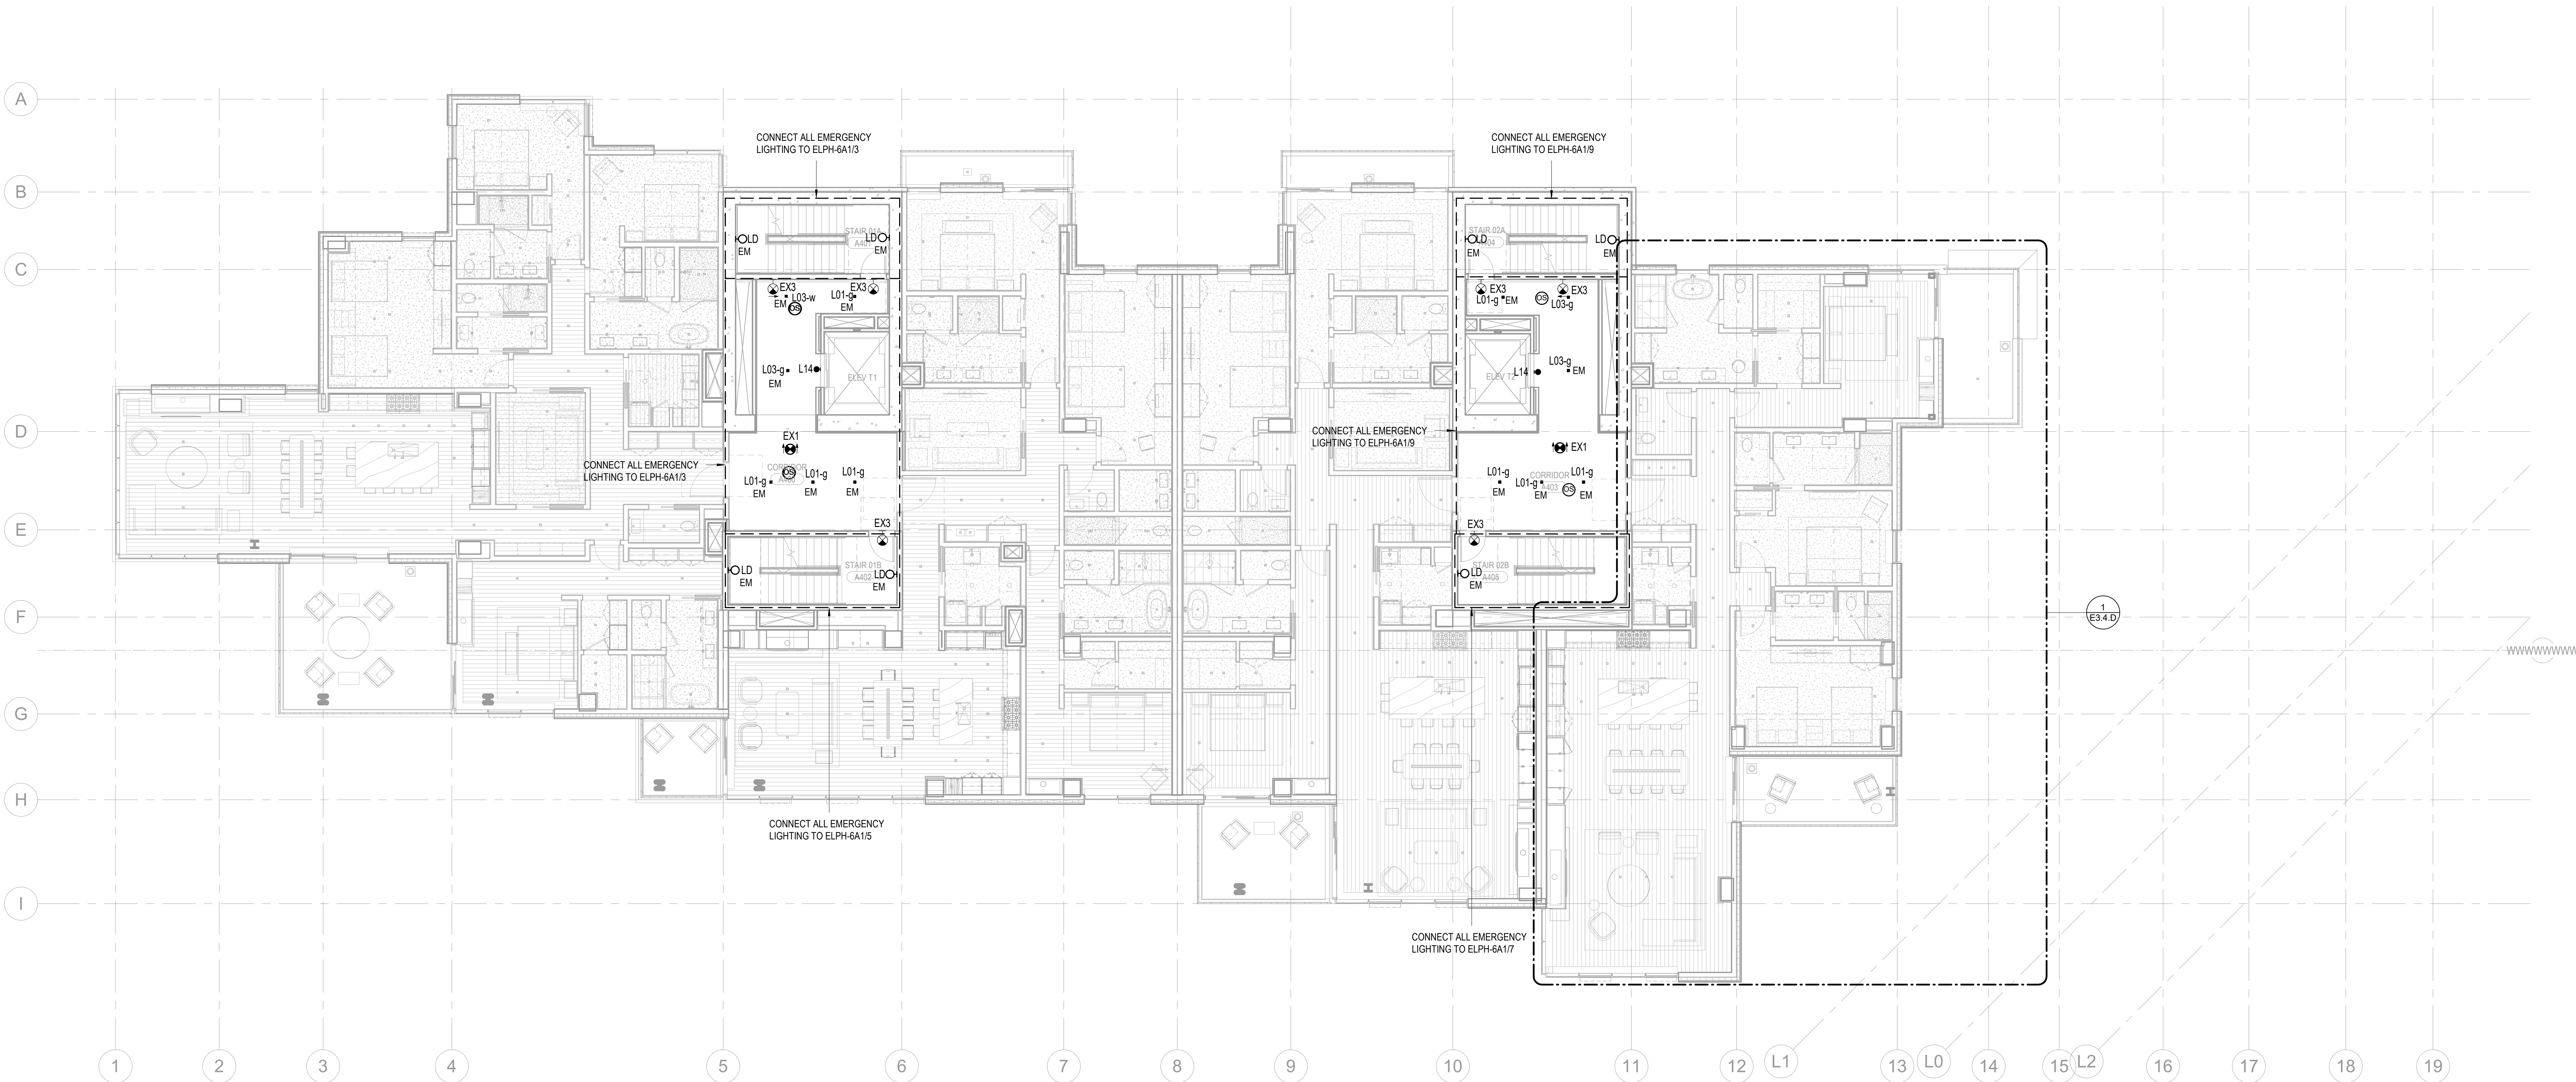 A
B
C
D
E
F
G
H
I
CONNECT ALL EMERGENCY
LIGHTING TO ELPH-6A1/3
CONNECT ALL EMERGENCY
LIGHTING TO ELPH-6A1/9
STAIR 01A
A401
LD
EM
LD
EM
EX3
EM
L03-w
OS
L01-g
EM
EX3
L03-g
EM
L14
ELEV T1
EX1
CORRIDOR
OS
L01-g
EM
L01-g
EM
L01-g
EM
CONNECT ALL EMERGENCY
LIGHTING TO ELPH-6A1/3
EX3
STAIR 01B
A402
LD
EM
LD
EM
CONNECT ALL EMERGENCY
LIGHTING TO ELPH-6A1/5
STAIR 02A
A404
LD
EM
LD
EM
EX3
L01-g
EM
OS
EX3
L03-g
L03-g
EM
L14
ELEV T2
CONNECT ALL EMERGENCY
LIGHTING TO ELPH-6A1/9
EX1
L01-g
EM
CORRIDOR
A403
L01-g
EM
L01-g
EM
OS
EX3
STAIR 02B
A405
LD
EM
CONNECT ALL EMERGENCY
LIGHTING TO ELPH-6A1/7
1
E3.4.D
1
2
3
4
5
6
7
8
9
10
11
12
L1
13
L0
14
15
L2
16
17
18
19